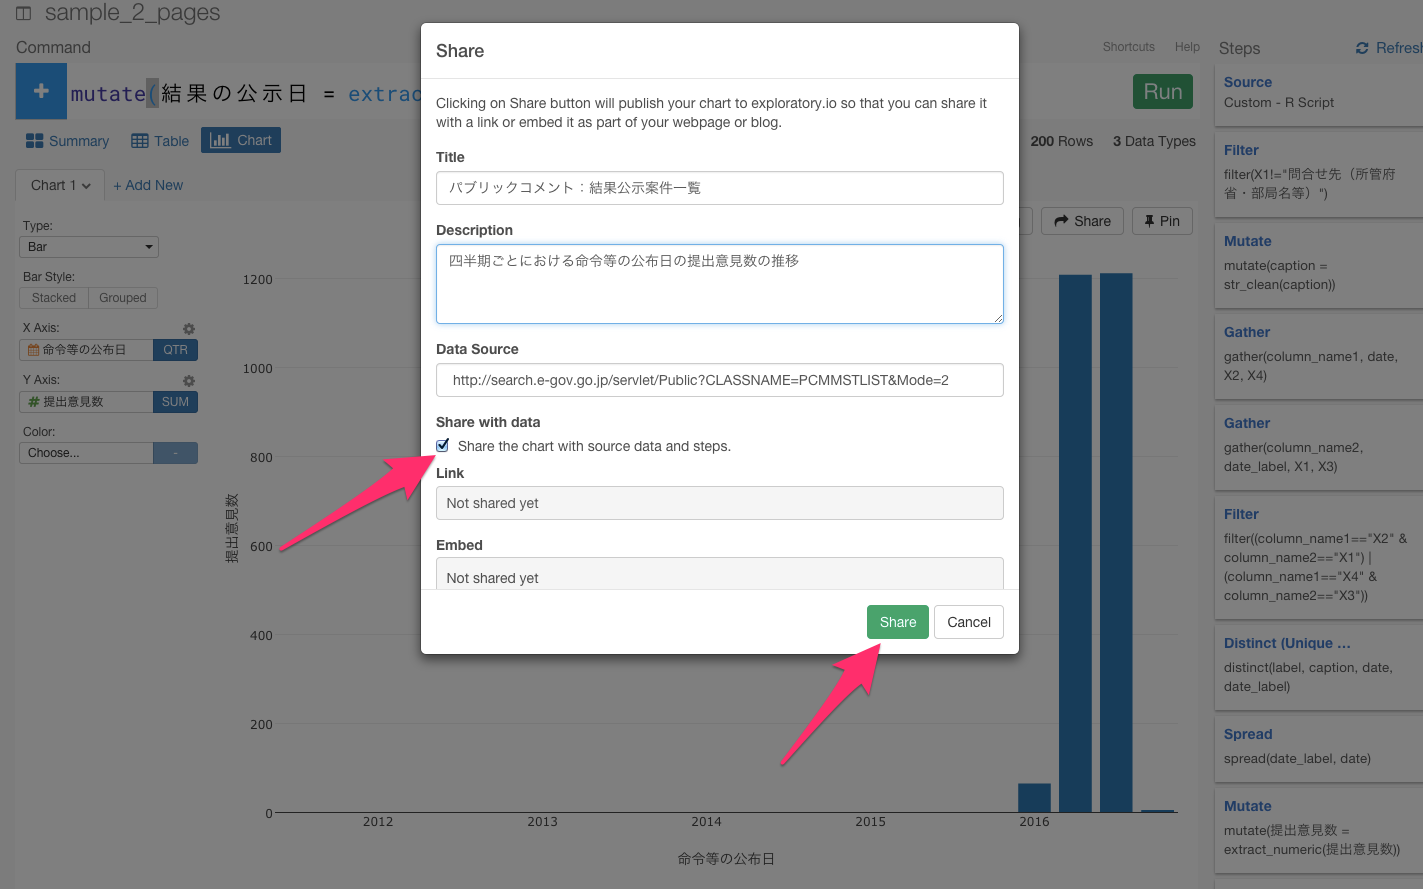 sample_2_pages
Command
Shortcuts Help
mutate(結果の公示日 = extrac
Run
Summary Table Chart
200 Rows 3 Data Types
Chart 1 + Add New
Type:
Bar
Bar Style:
Stacked Grouped
X Axis:
命令等の公布日 QTR
Y Axis:
提出意見数 SUM
Color:
Choose... -
Share Pin
1200
1000
800
600
400
200
0
提出意見数
2012 2013 2014 2015 2016
命令等の公布日
Share
Clicking on Share button will publish your chart to exploratory.io so that you can share it
with a link or embed it as part of your webpage or blog.
Title
パブリックコメント：結果公示案件一覧
Description
四半期ごとにおける命令等の公布日の提出意見数の推移
Data Source
http://search.e-gov.go.jp/servlet/Public?CLASSNAME=PCMMSTLIST&Mode=2
Share with data
Share the chart with source data and steps.
Link
Not shared yet
Embed
Not shared yet
Share Cancel
Steps Refresh
Source
Custom - R Script
Filter
filter(X1!="問合せ先（所管府
省・部局名等）")
Mutate
mutate(caption =
str_clean(caption))
Gather
gather(column_name1, date,
X2, X4)
Gather
gather(column_name2,
date_label, X1, X3)
Filter
filter((column_name1=="X2" &
column_name2=="X1") |
(column_name1=="X4" &
column_name2=="X3"))
Distinct (Unique ...
distinct(label, caption, date,
date_label)
Spread
spread(date_label, date)
Mutate
mutate(提出意見数 =
extract_numeric(提出意見数))